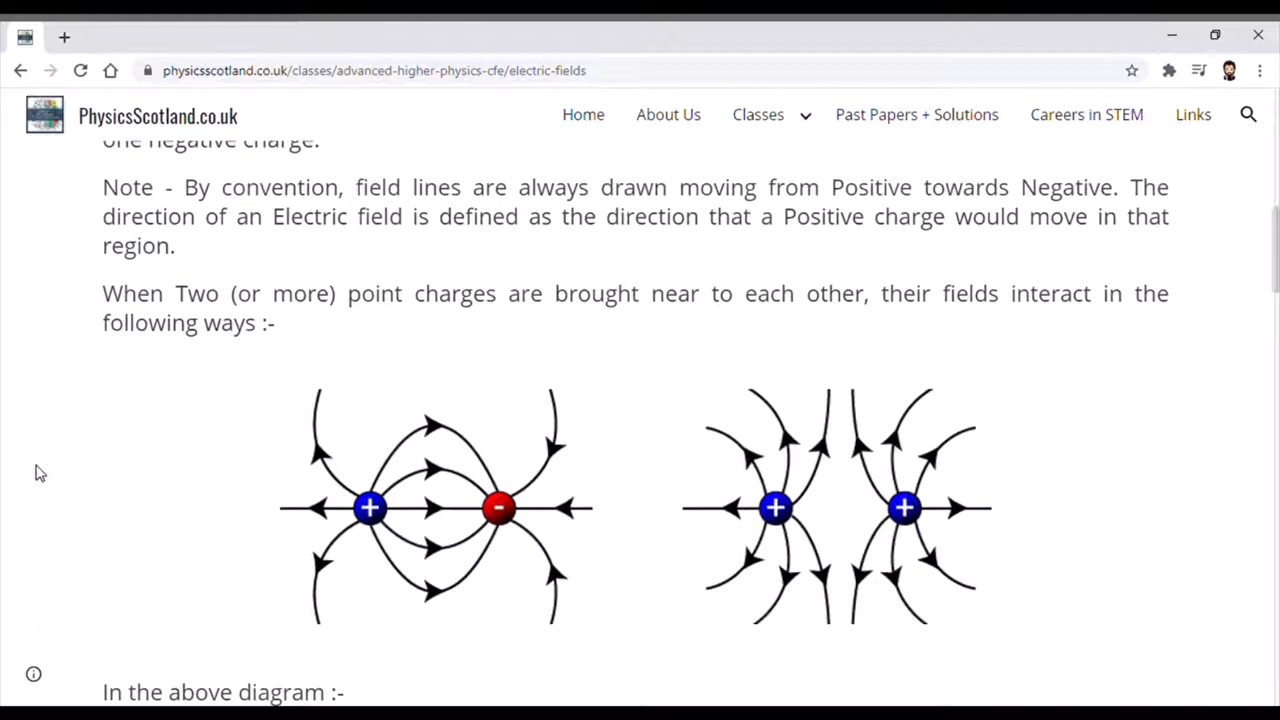 physicsscotland.co.uk/classes/advanced-higher-physics-cfe/electric-fields
PhysicsScotland.co.uk
Home About Us Classes Past Papers + Solutions Careers in STEM Links
one negative charge.
Note - By convention, field lines are always drawn moving from Positive towards Negative. The
direction of an Electric field is defined as the direction that a Positive charge would move in that
region.
When Two (or more) point charges are brought near to each other, their fields interact in the
following ways :-
+ - + +
In the above diagram :-